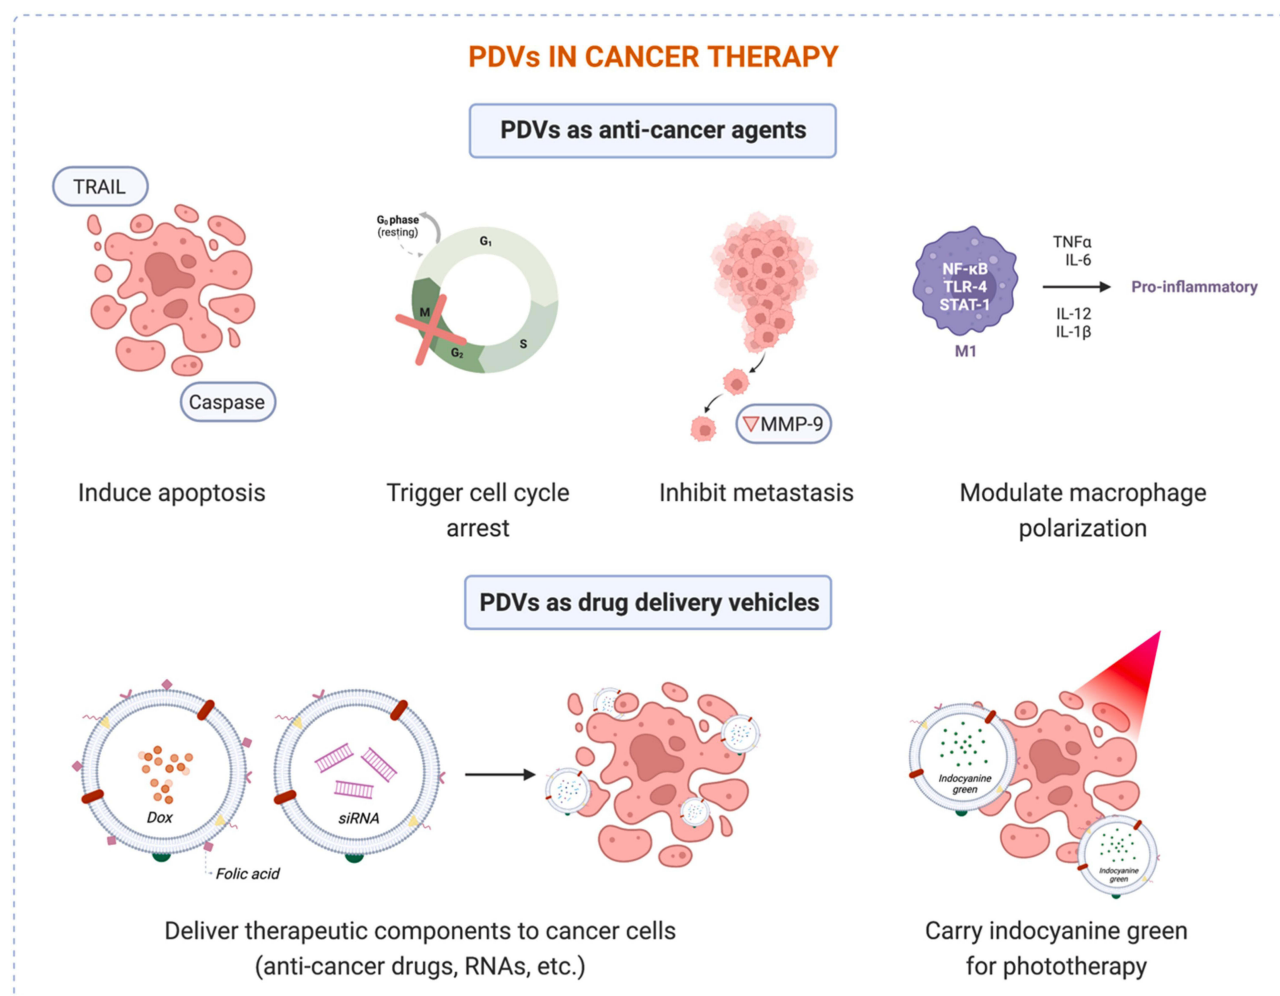 PDVs IN CANCER THERAPY
PDVs as anti-cancer agents
TRAIL
Caspase
Induce apoptosis
G₀ phase
(resting)
G₁
M
G₂
S
Trigger cell cycle
arrest
MMP-9
Inhibit metastasis
NF-κB
TLR-4
STAT-1
M1
TNFα
IL-6
IL-12
IL-1β
Pro-inflammatory
Modulate macrophage
polarization
PDVs as drug delivery vehicles
Dox
Folic acid
siRNA
Deliver therapeutic components to cancer cells
(anti-cancer drugs, RNAs, etc.)
Indocyanine
green
Indocyanine
green
Carry indocyanine green
for phototherapy